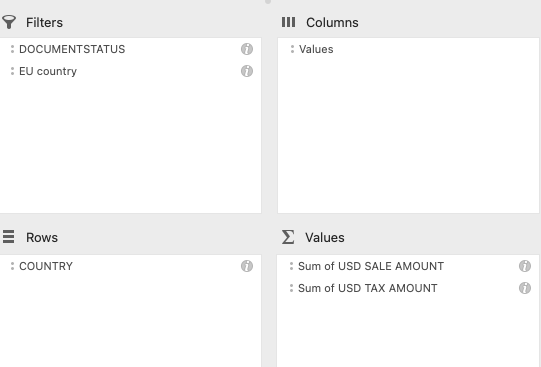 Filters
DOCUMENTSTATUS
EU country
Columns
Values
Rows
COUNTRY
Values
Sum of USD SALE AMOUNT
Sum of USD TAX AMOUNT